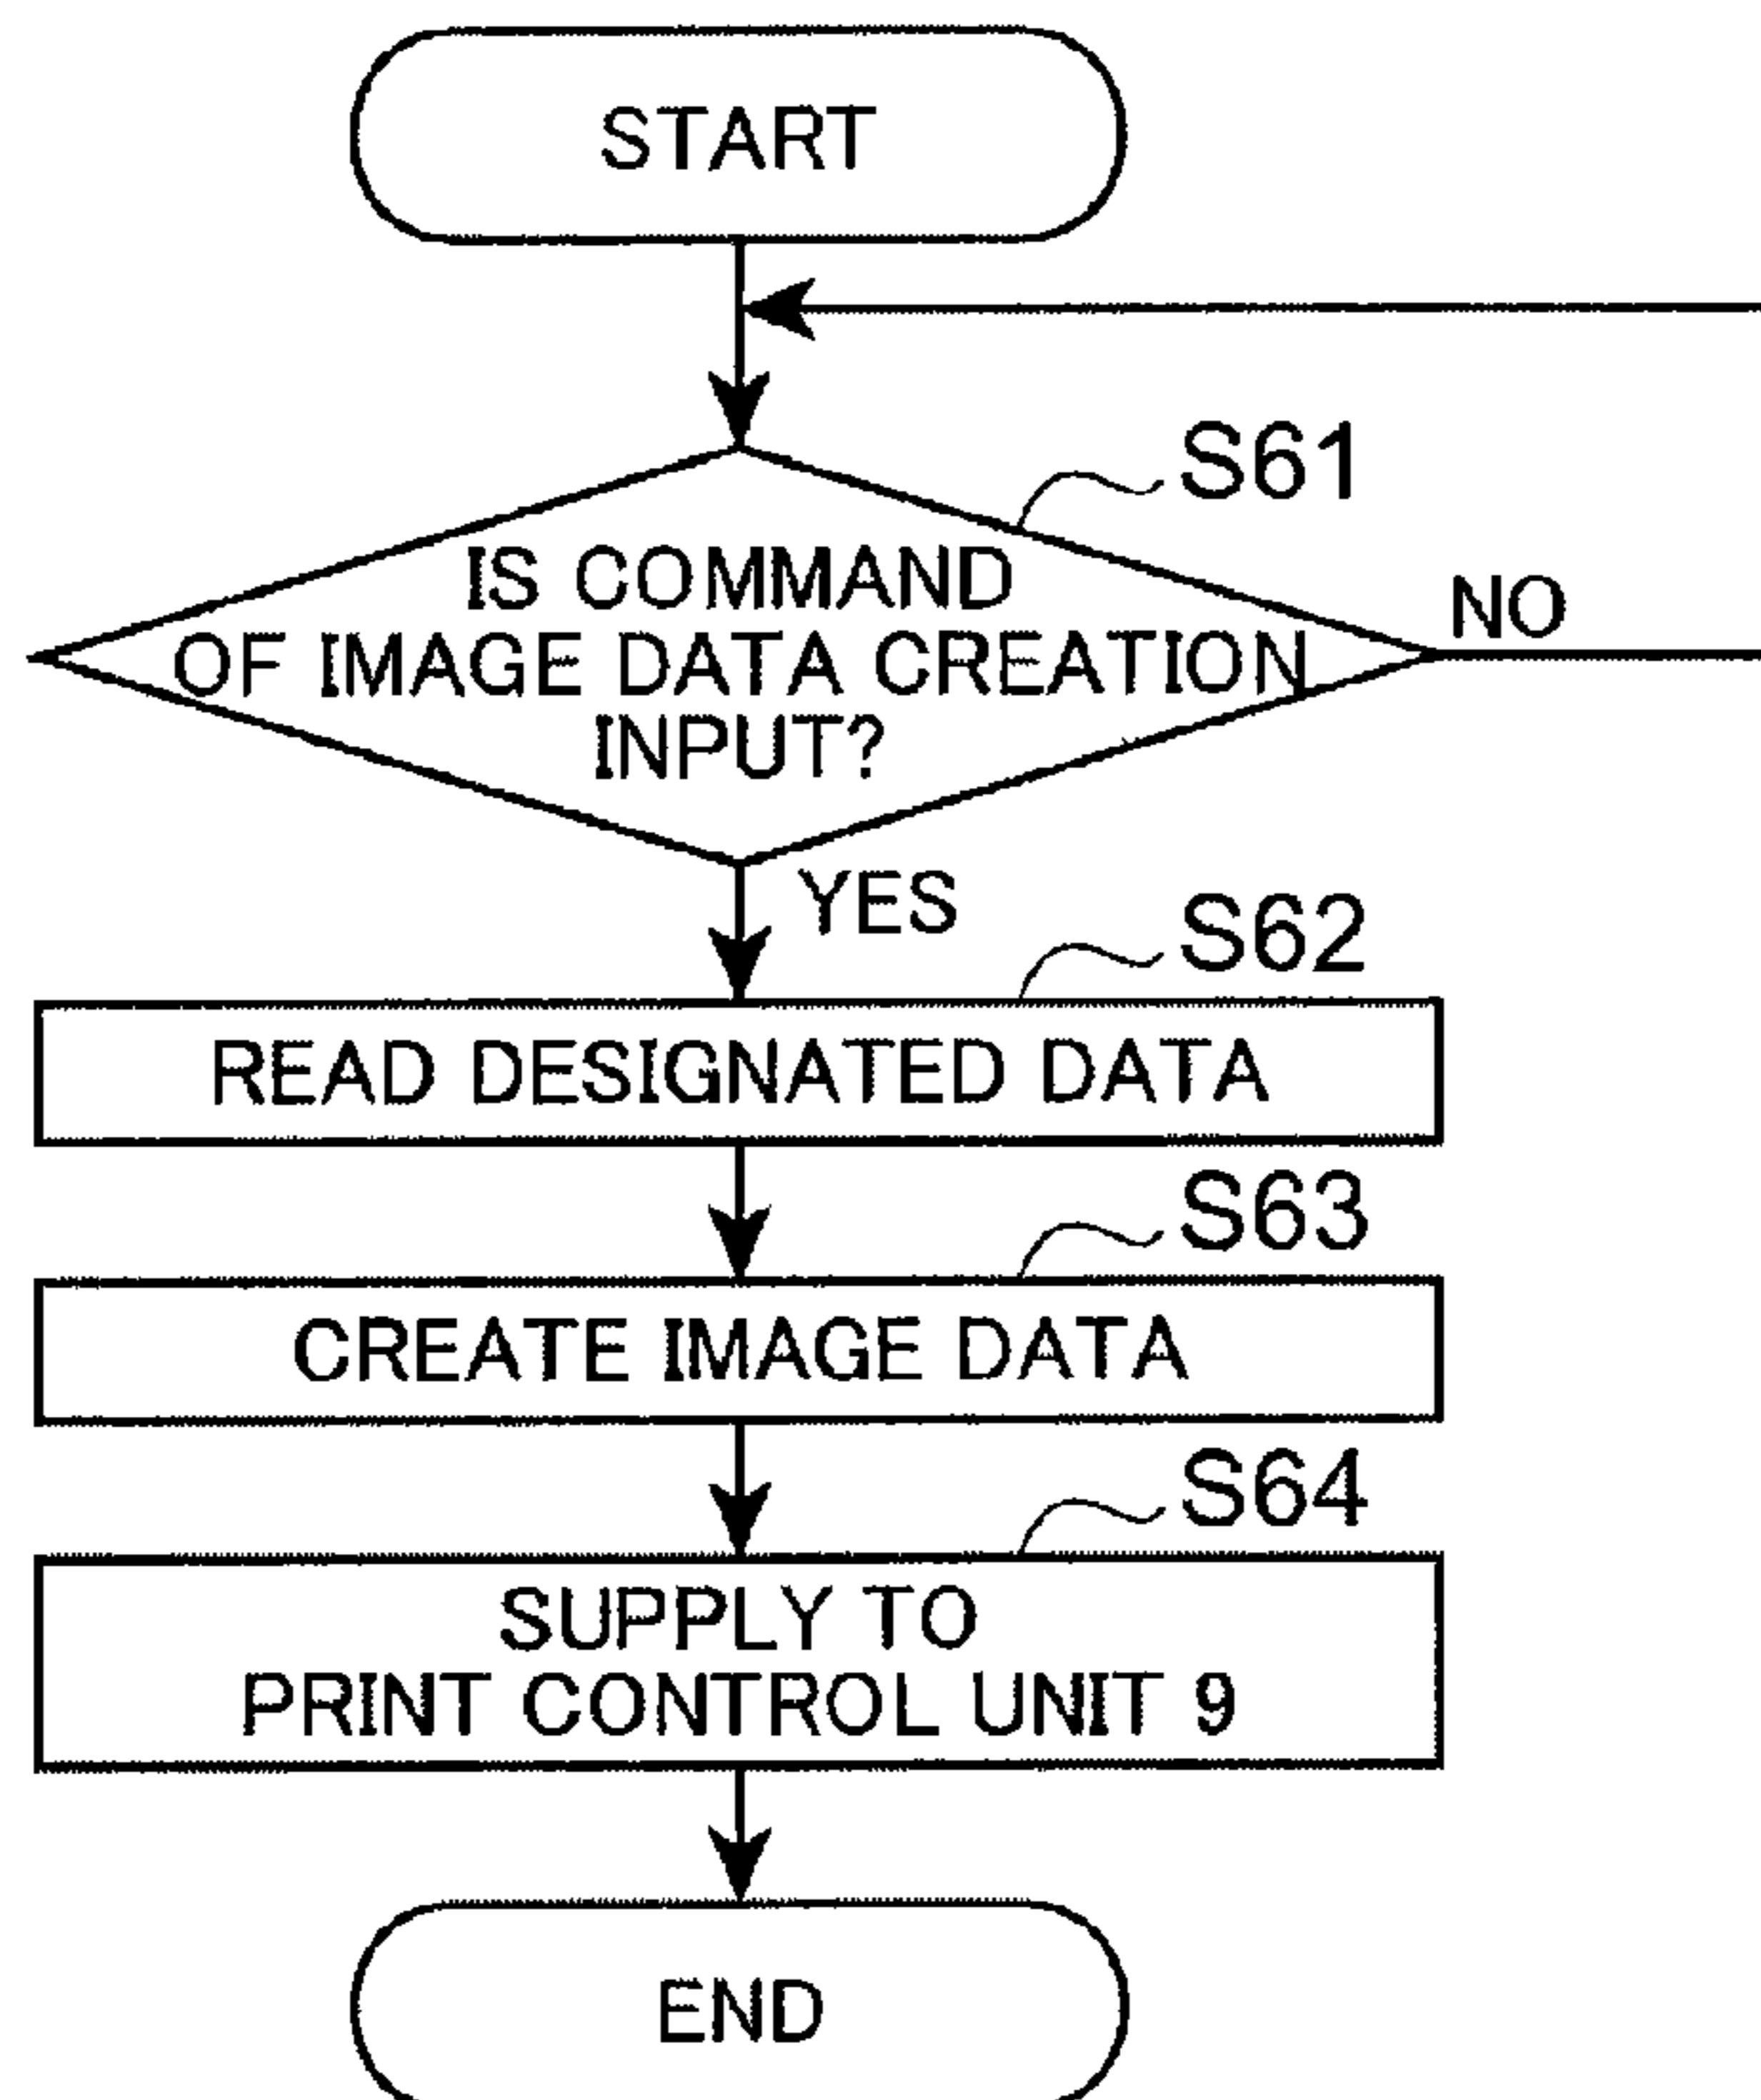 START
S61
IS COMMAND
OF IMAGE DATA CREATION
INPUT?
NO
YES
S62
READ DESIGNATED DATA
S63
CREATE IMAGE DATA
S64
SUPPLY TO
PRINT CONTROL UNIT 9
END